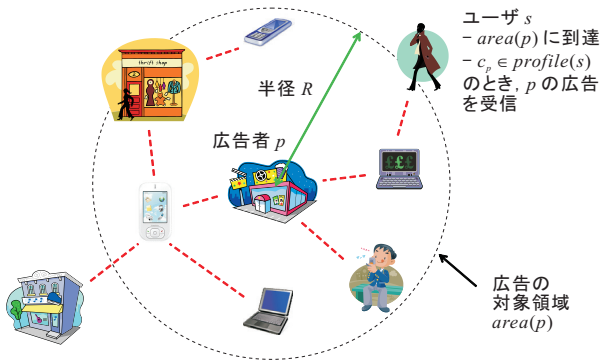 ユーザ s
- area(p) に到達
- cp ∈ profile(s)
のとき, p の広告
を受信
thrift shop
半径 R
広告者 p
£££
広告の
対象領域
area(p)